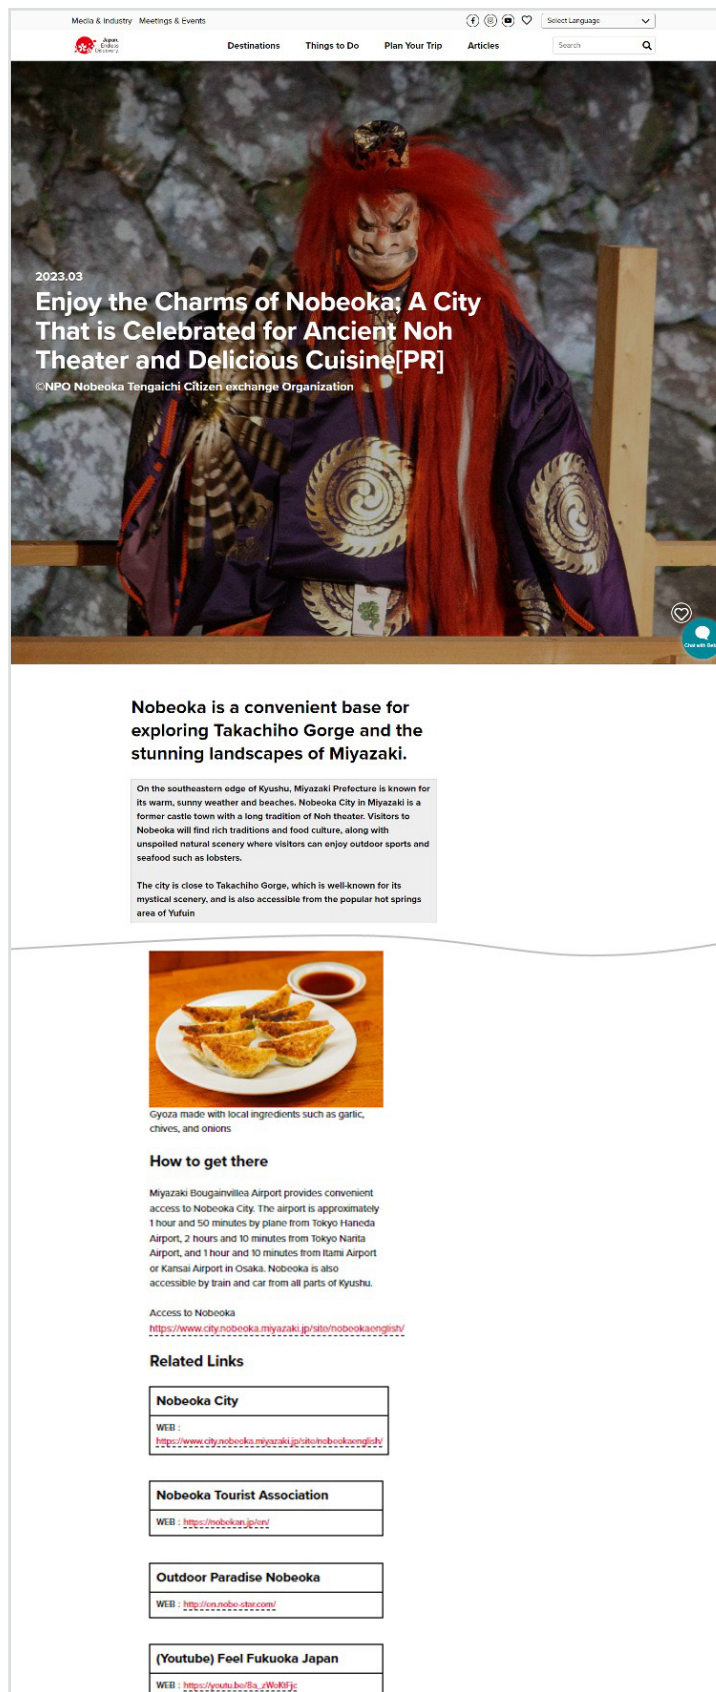 Media & Industry Meetings & Events
Select Language
Japan.
Endless
Discovery.
Destinations Things to Do Plan Your Trip Articles
Search
2023.03
Enjoy the Charms of Nobeoka; A City
That is Celebrated for Ancient Noh
Theater and Delicious Cuisine[PR]
©NPO Nobeoka Tengaichi Citizen exchange Organization
Chat with
Nobeoka is a convenient base for
exploring Takachiho Gorge and the
stunning landscapes of Miyazaki.
On the southeastern edge of Kyushu, Miyazaki Prefecture is known for
its warm, sunny weather and beaches. Nobeoka City in Miyazaki is a
former castle town with a long tradition of Noh theater. Visitors to
Nobeoka will find rich traditions and food culture, along with
unspoiled natural scenery where visitors can enjoy outdoor sports and
seafood such as lobsters.
The city is close to Takachiho Gorge, which is well-known for its
mystical scenery, and is also accessible from the popular hot springs
area of Yufuin
Gyoza made with local ingredients such as garlic,
chives, and onions
How to get there
Miyazaki Bougainvillea Airport provides convenient
access to Nobeoka City. The airport is approximately
1 hour and 50 minutes by plane from Tokyo Haneda
Airport, 2 hours and 10 minutes from Tokyo Narita
Airport, and 1 hour and 10 minutes from Itami Airport
or Kansai Airport in Osaka. Nobeoka is also
accessible by train and car from all parts of Kyushu.
Access to Nobeoka
https://www.city.nobeoka.miyazaki.jp/site/nobeokaenglish/
Related Links
Nobeoka City
WEB :
https://www.city.nobeoka.miyazaki.jp/site/nobeokaenglish/
Nobeoka Tourist Association
WEB : https://nobekan.jp/en/
Outdoor Paradise Nobeoka
WEB : http://en.nobe-star.com/
(Youtube) Feel Fukuoka Japan
WEB : https://youtu.be/8a_zWoKtFjc